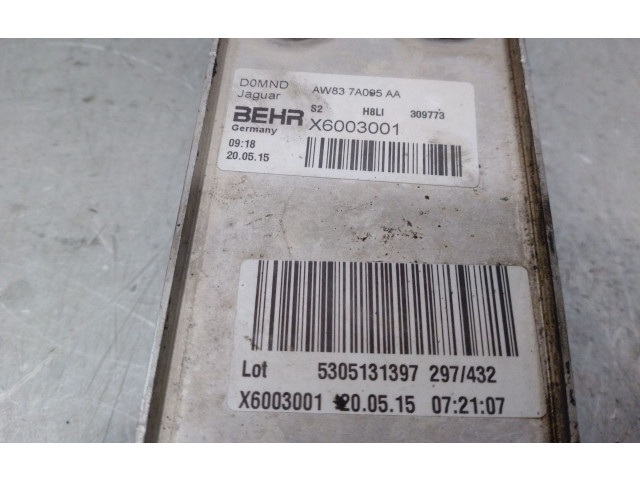 D0MND AW83 7A095 AA
Jaguar
S2 H8LI 309773
BEHR X6003001
Germany
09:18
20.05.15
Lot 5305131397 297/432
X6003001 20.05.15 07:21:07